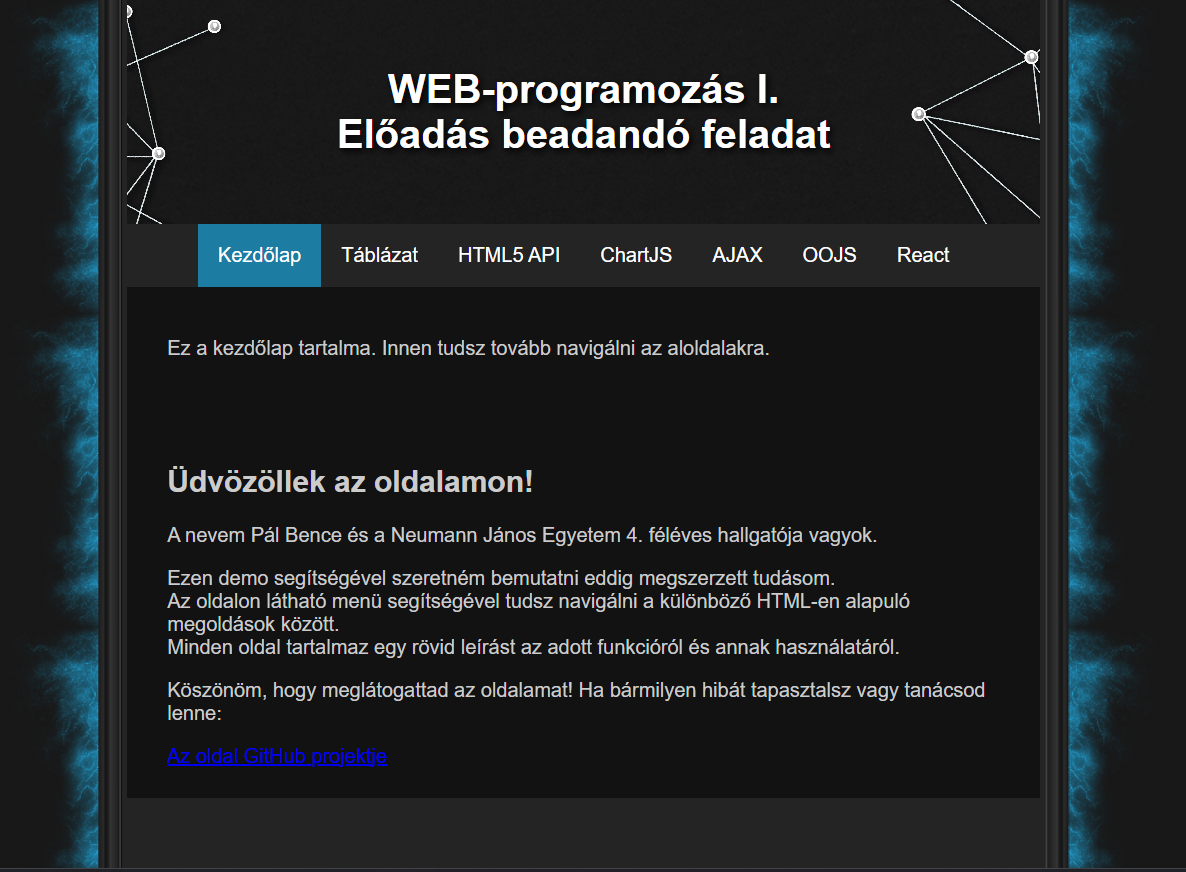 WEB-programozás I.
Előadás beadandó feladat
Kezdőlap Táblázat HTML5 API ChartJS AJAX OOJS React
Ez a kezdőlap tartalma. Innen tudsz tovább navigálni az aloldalakra.
Üdvözöllek az oldalamon!
A nevem Pál Bence és a Neumann János Egyetem 4. féléves hallgatója vagyok.
Ezen demo segítségével szeretném bemutatni eddig megszerzett tudásom.
Az oldalon látható menü segítségével tudsz navigálni a különböző HTML-en alapuló
megoldások között.
Minden oldal tartalmaz egy rövid leírást az adott funkcióról és annak használatáról.
Köszönöm, hogy meglátogattad az oldalamat! Ha bármilyen hibát tapasztalsz vagy tanácsod
lenne:
Az oldal GitHub projektje